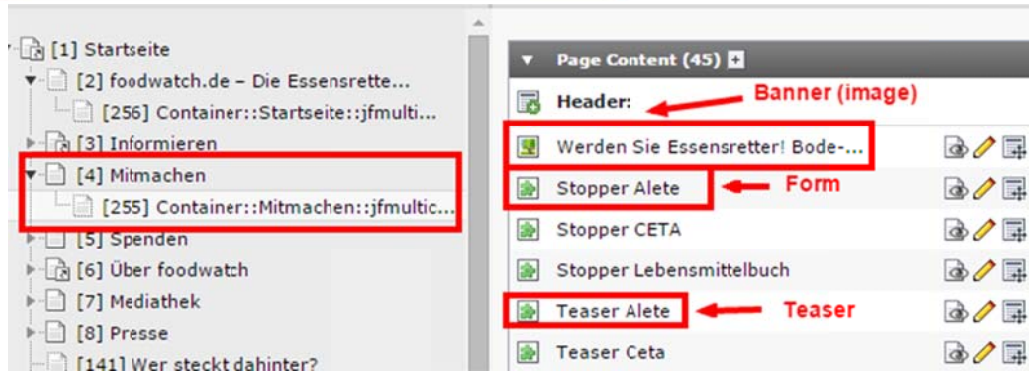 [1] Startseite
[2] foodwatch.de – Die Essensrette...
[256] Container::Startseite::jfmulti...
[3] Informieren
[4] Mitmachen
[255] Container::Mitmachen::jfmultic...
[5] Spenden
[6] Über foodwatch
[7] Mediathek
[8] Presse
[141] Wer steckt dahinter?
Page Content (45)
Header:
Banner (image)
Werden Sie Essensretter! Bode-...
Stopper Alete
Form
Stopper CETA
Stopper Lebensmittelbuch
Teaser Alete
Teaser
Teaser Ceta